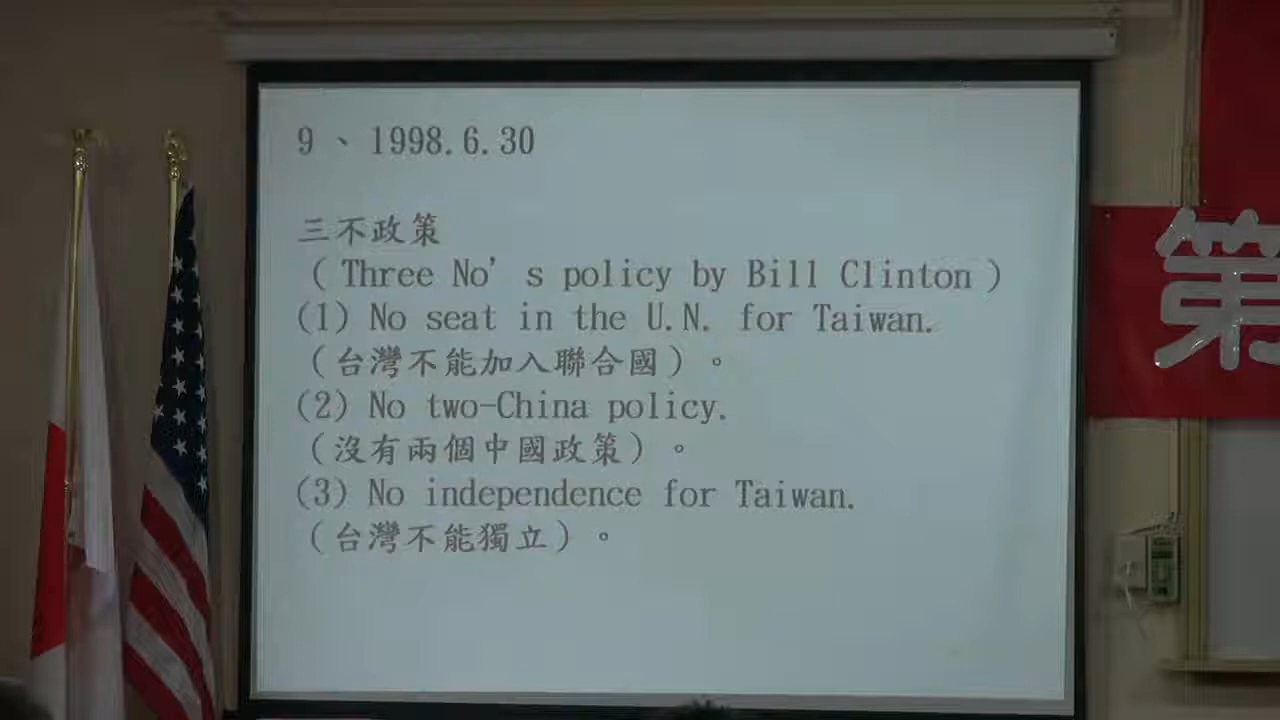 9、1998.6.30
三不政策
(Three No's policy by Bill Clinton)
(1) No seat in the U.N. for Taiwan.
(台灣不能加入聯合國)。
(2) No two-China policy.
(沒有兩個中國政策)。
(3) No independence for Taiwan.
(台灣不能獨立)。
第